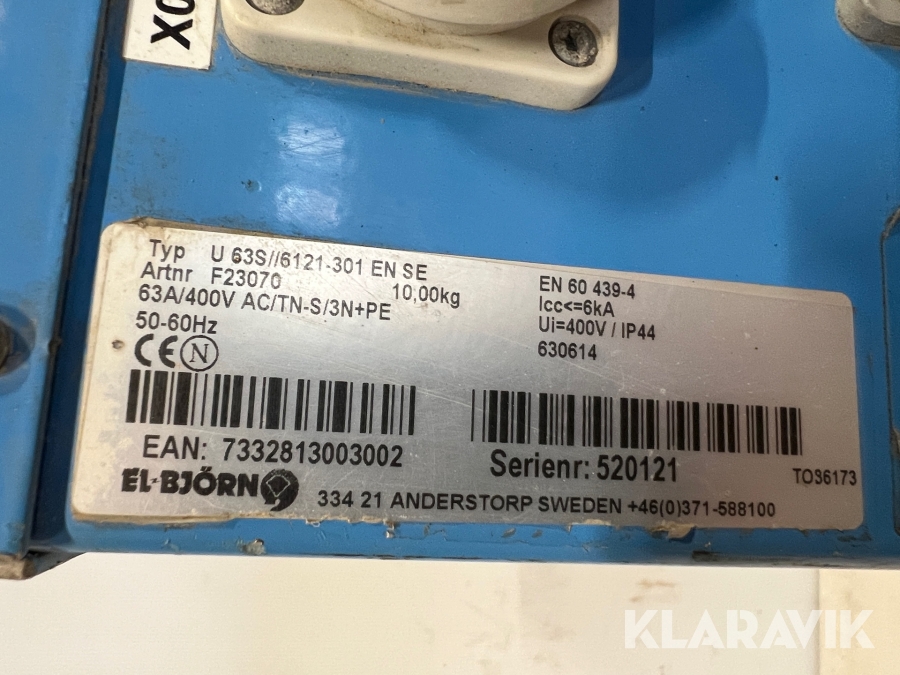 Typ U 63S//6121-301 EN SE
Artnr F23070 10,00kg
63A/400V AC/TN-S/3N+PE
50-60Hz
CE N
EN 60 439-4
Icc<=6kA
Ui=400V / IP44
630614
EAN: 7332813003002
Serienr: 520121
TO36173
EL-BJÖRN
334 21 ANDERSTORP SWEDEN +46(0)371-588100
KLARAVIK